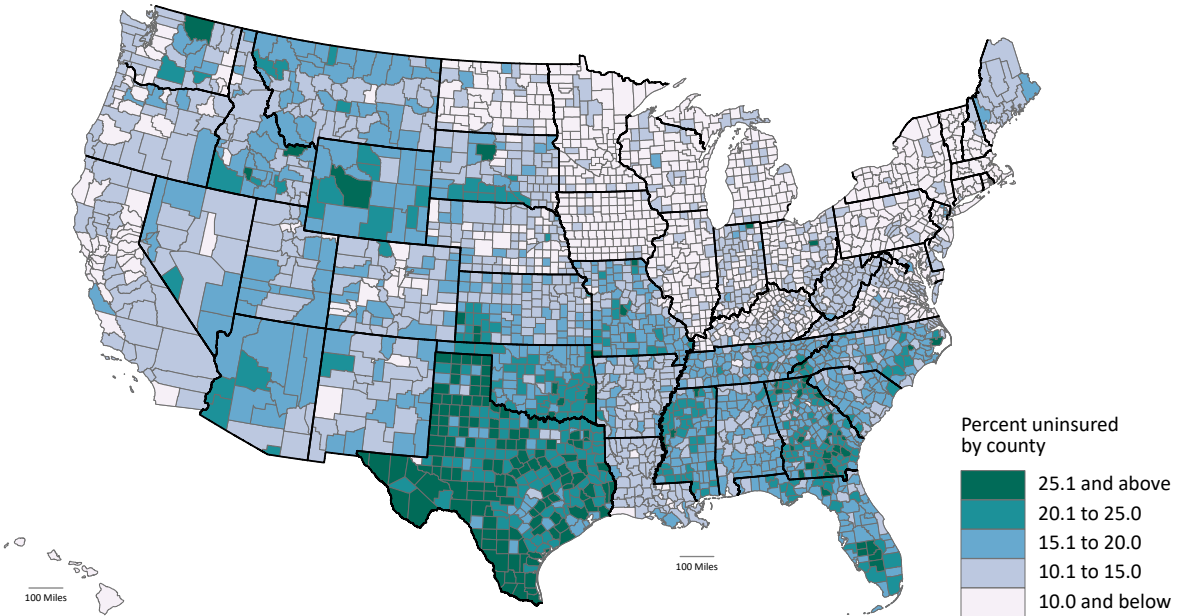 Percent uninsured
by county
25.1 and above
20.1 to 25.0
15.1 to 20.0
10.1 to 15.0
10.0 and below
100 Miles
100 Miles